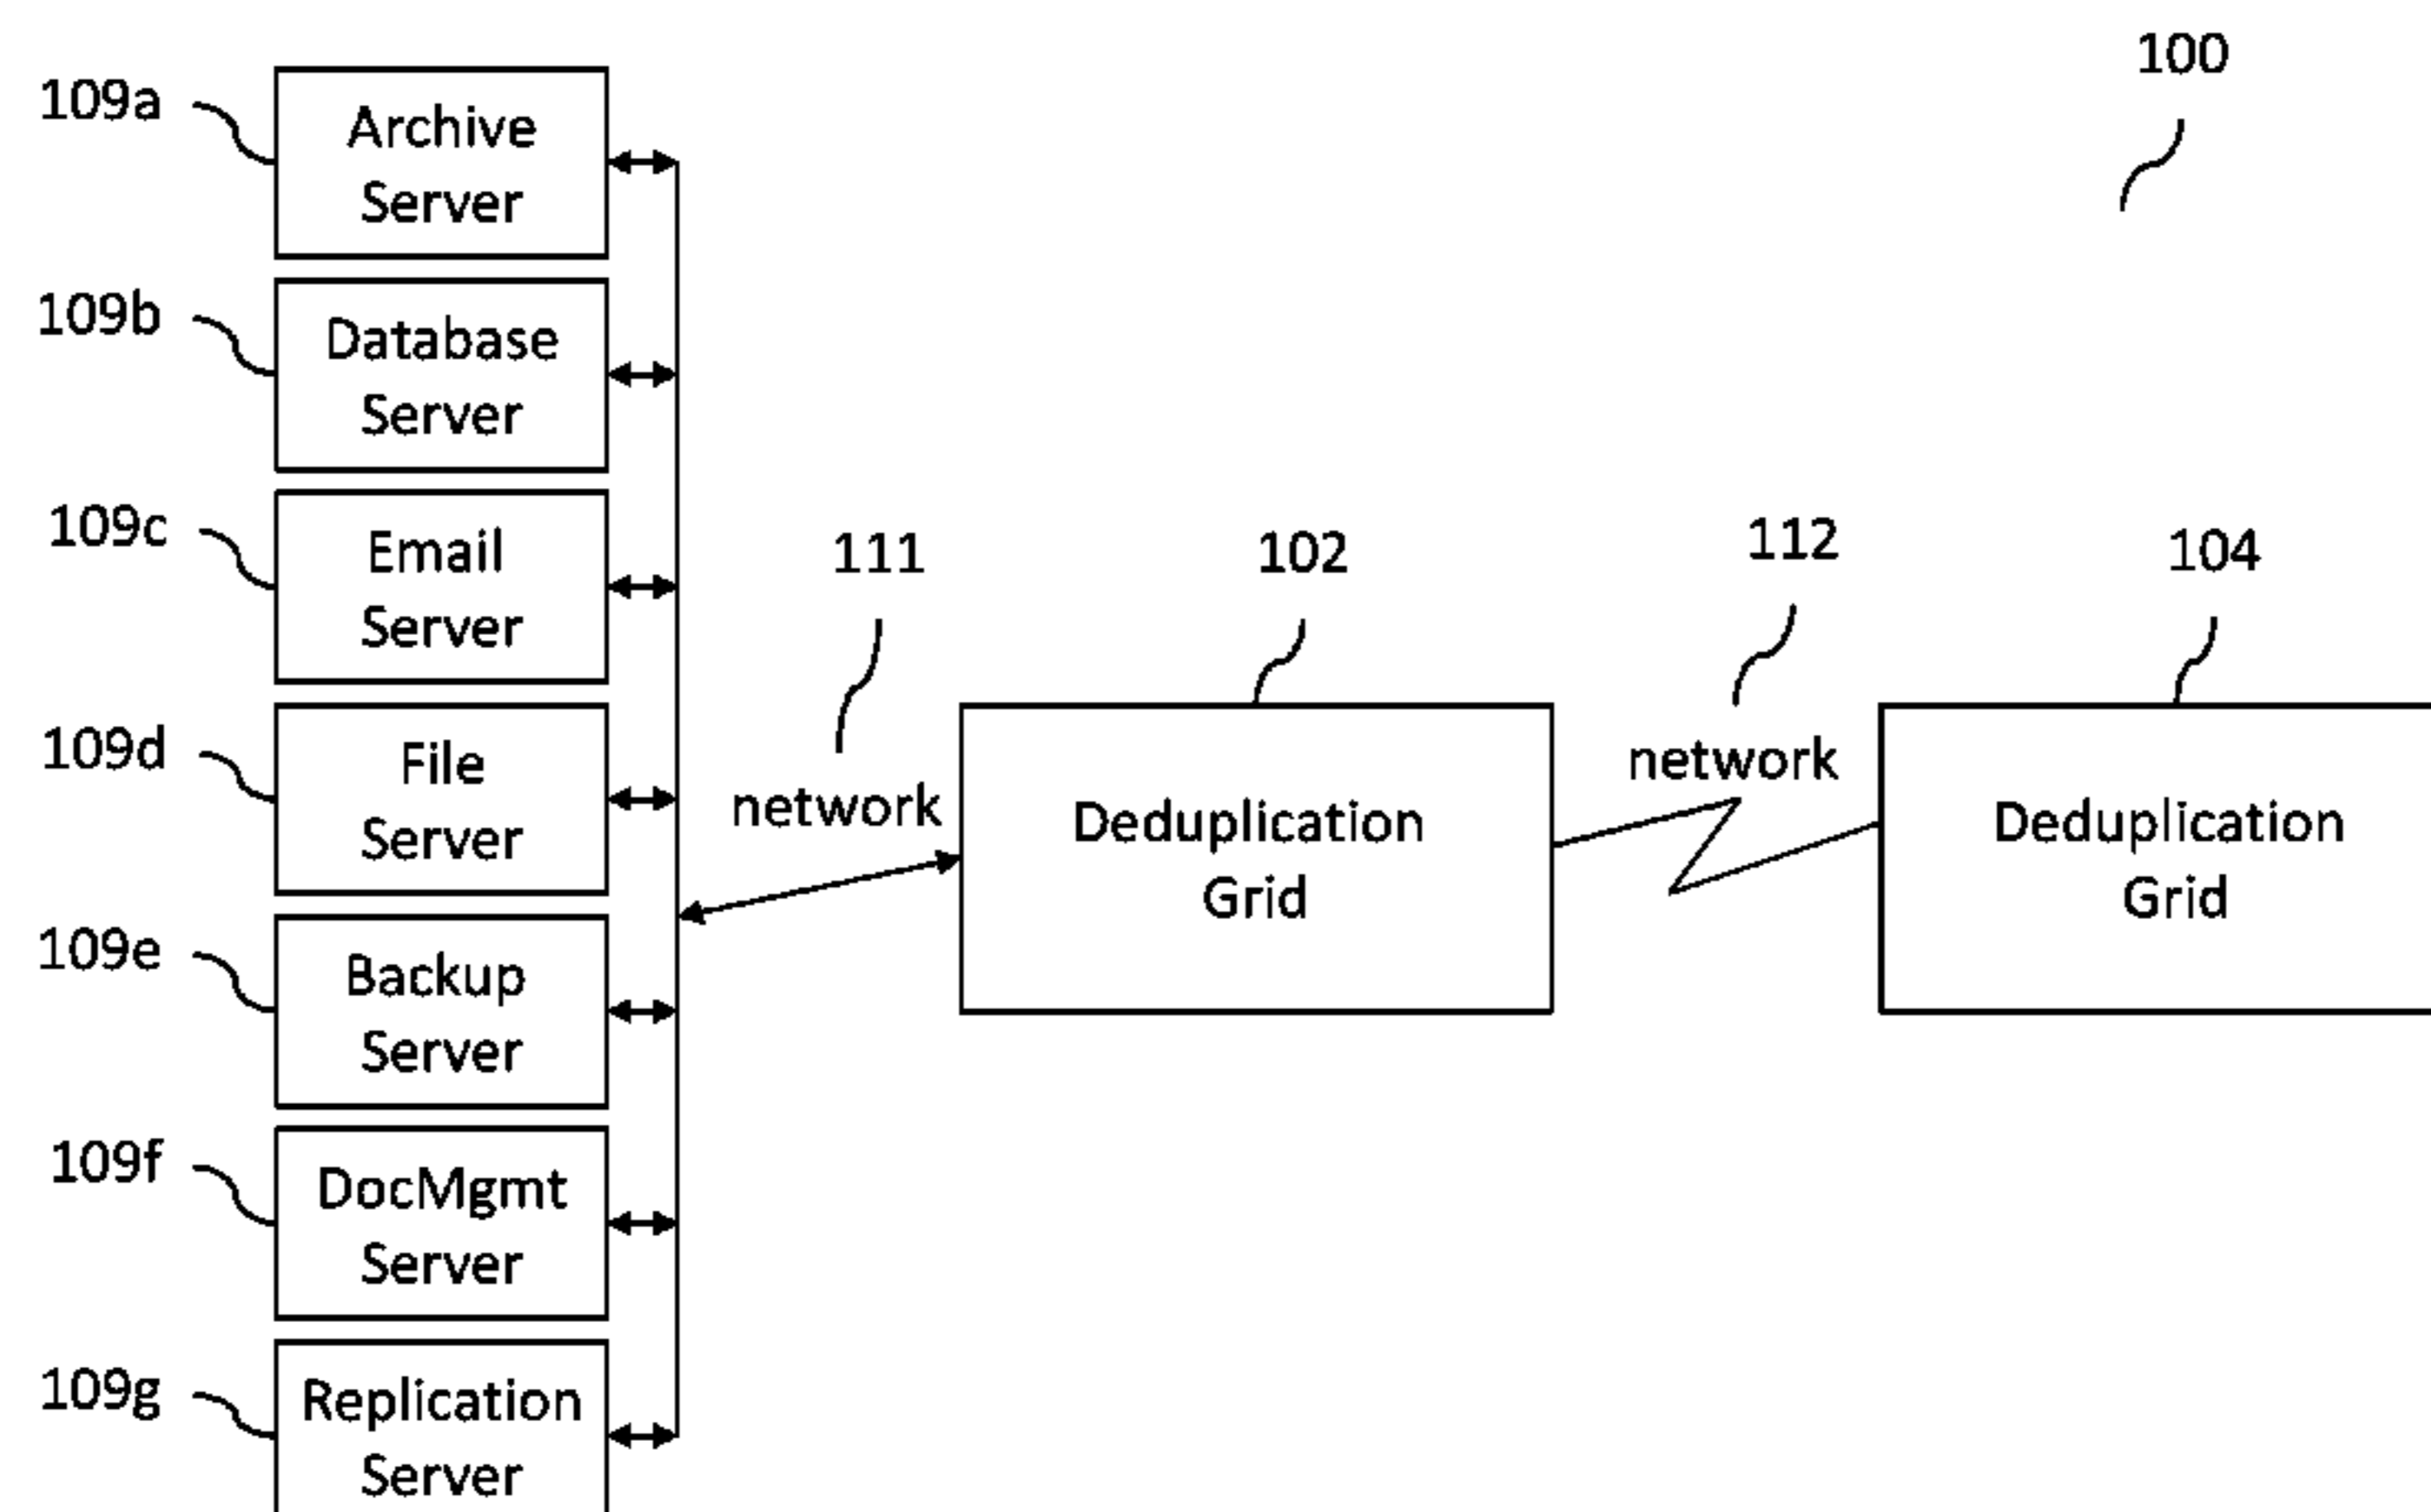 100
109a
Archive
Server
109b
Database
Server
109c
Email
Server
111
102
112
104
109d
File
Server
network
network
Deduplication
Grid
Deduplication
Grid
109e
Backup
Server
109f
DocMgmt
Server
109g
Replication
Server